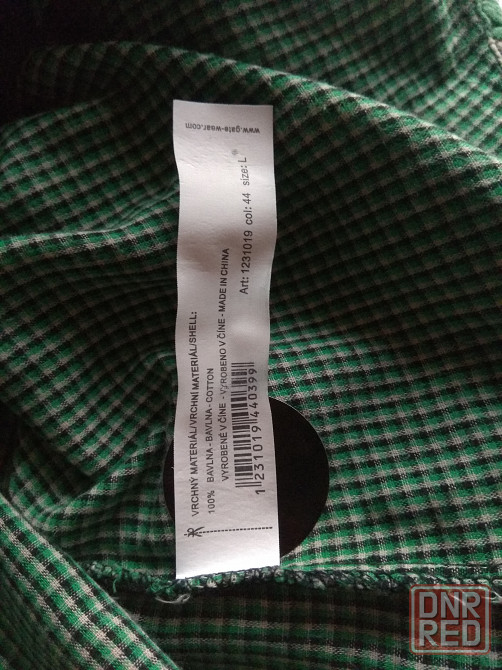 www.gate-wear.com
VRCHNÝ MATERIÁL/VRCHNÍ MATERIÁL/SHELL:
100% BAVLNA - BAVLNA - COTTON
VYROBENÉ V ČÍNE - VYROBENO V ČÍNE - MADE IN CHINA
Art: 1231019 col: 44 size: L
1231019440399
DNR
RED